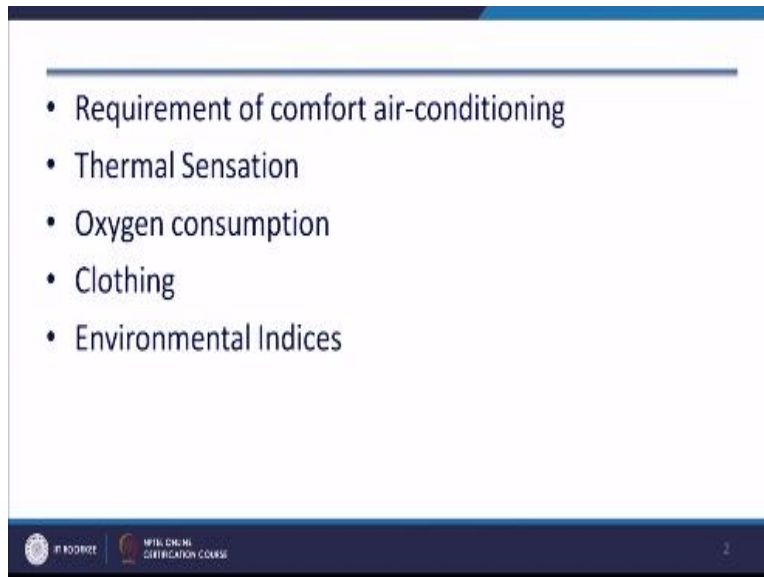 Requirement of comfort air-conditioning
Thermal Sensation
Oxygen consumption
Clothing
Environmental Indices
IIT ROORKEE
NPTEL ONLINE
CERTIFICATION COURSE
2